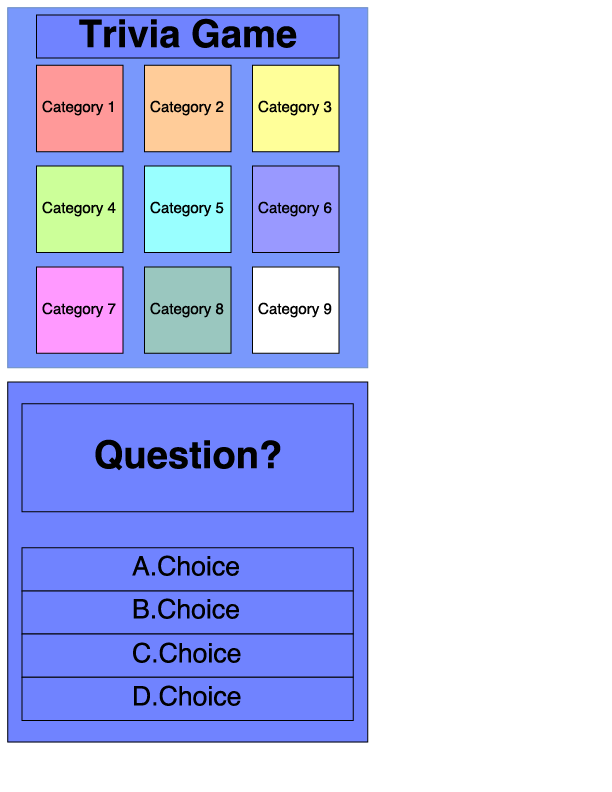 Trivia Game
Category 1
Category 2
Category 3
Category 4
Category 5
Category 6
Category 7
Category 8
Category 9
Question?
A.Choice
B.Choice
C.Choice
D.Choice